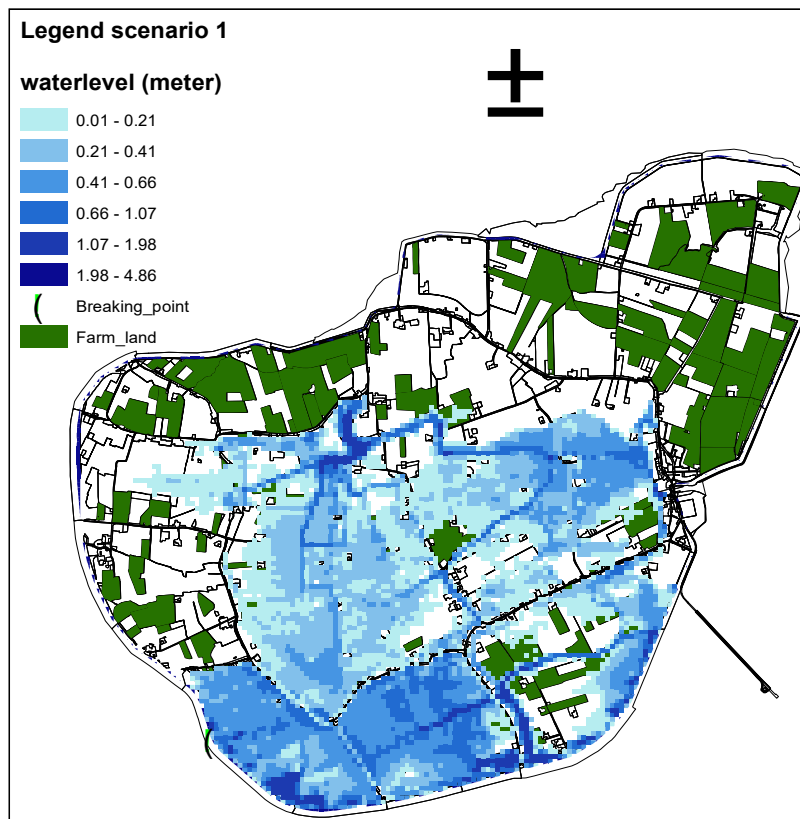 Legend scenario 1
waterlevel (meter)
0.01 - 0.21
0.21 - 0.41
0.41 - 0.66
0.66 - 1.07
1.07 - 1.98
1.98 - 4.86
Breaking_point
Farm_land